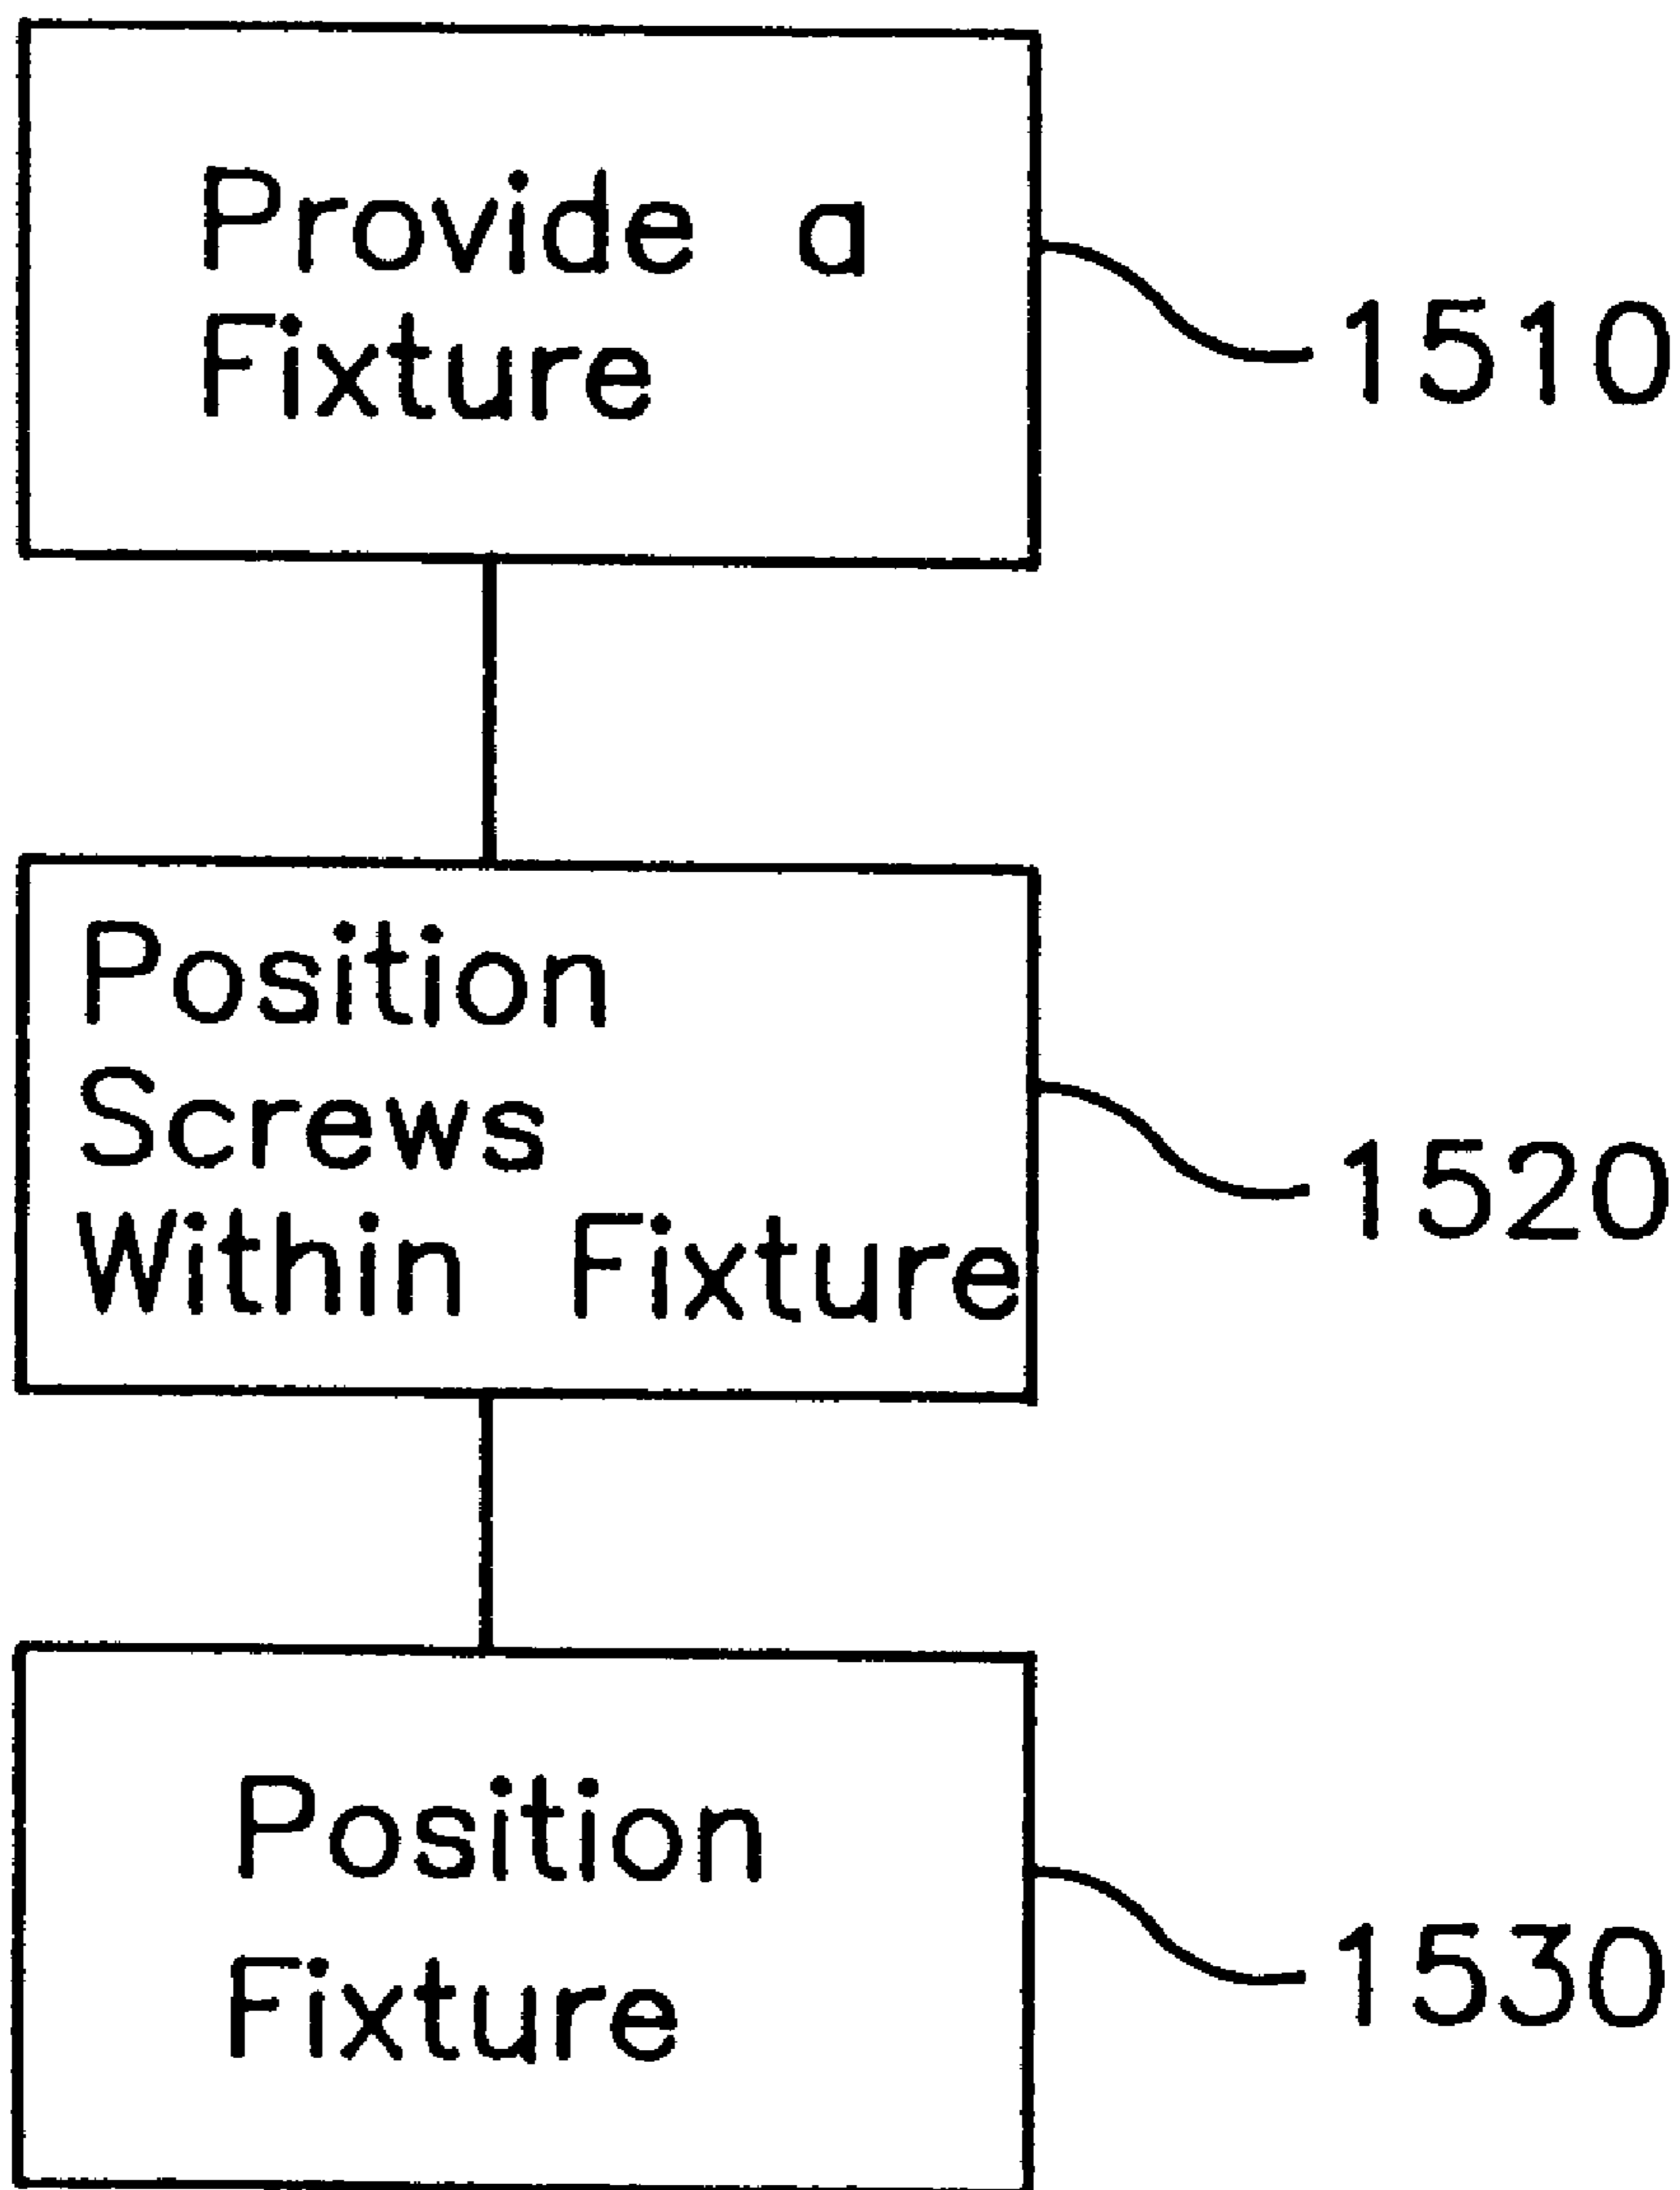 Provide a
Fixture
1510
Position
Screws
Within Fixture
1520
Position
Fixture
1530